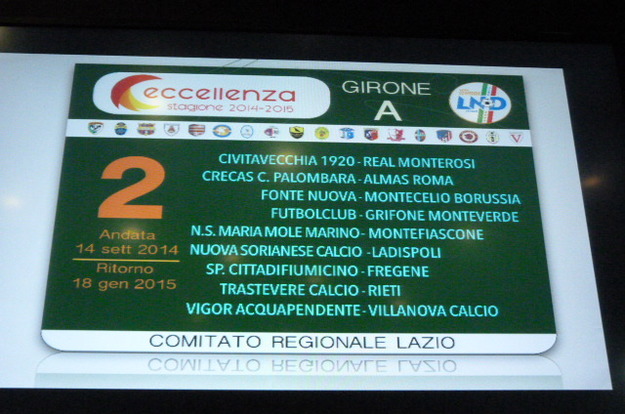 eccellenza
stagione 2014-2015
GIRONE
A
LND
2
Andata
14 sett 2014
Ritorno
18 gen 2015
CIVITAVECCHIA 1920 - REAL MONTEROSI
CRECAS C. PALOMBARA - ALMAS ROMA
FONTE NUOVA - MONTECELIO BORUSSIA
FUTBOLCLUB - GRIFONE MONTEVERDE
N.S. MARIA MOLE MARINO - MONTEFIASCONE
NUOVA SORIANESE CALCIO - LADISPOLI
SP. CITTADIFIUMICINO - FREGENE
TRASTEVERE CALCIO - RIETI
VIGOR ACQUAPENDENTE - VILLANOVA CALCIO
COMITATO REGIONALE LAZIO